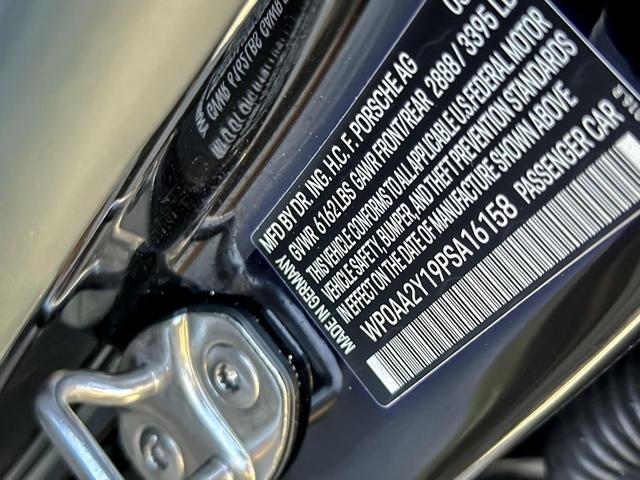 MFD BY DR. ING. H.C. F. PORSCHE AG
GVWR 6162LBS GAWR FRONT/REAR 2888 / 3395
THIS VEHICLE CONFORMS TO ALL APPLICABLE U.S. FEDERAL MOTOR
VEHICLE SAFETY, BUMPER, AND THEFT PREVENTION STANDARDS
IN EFFECT ON THE DATE OF MANUFACTURE SHOWN ABOVE
WP0AA2Y19PSA16158 PASSENGER CAR
MADE IN GERMANY